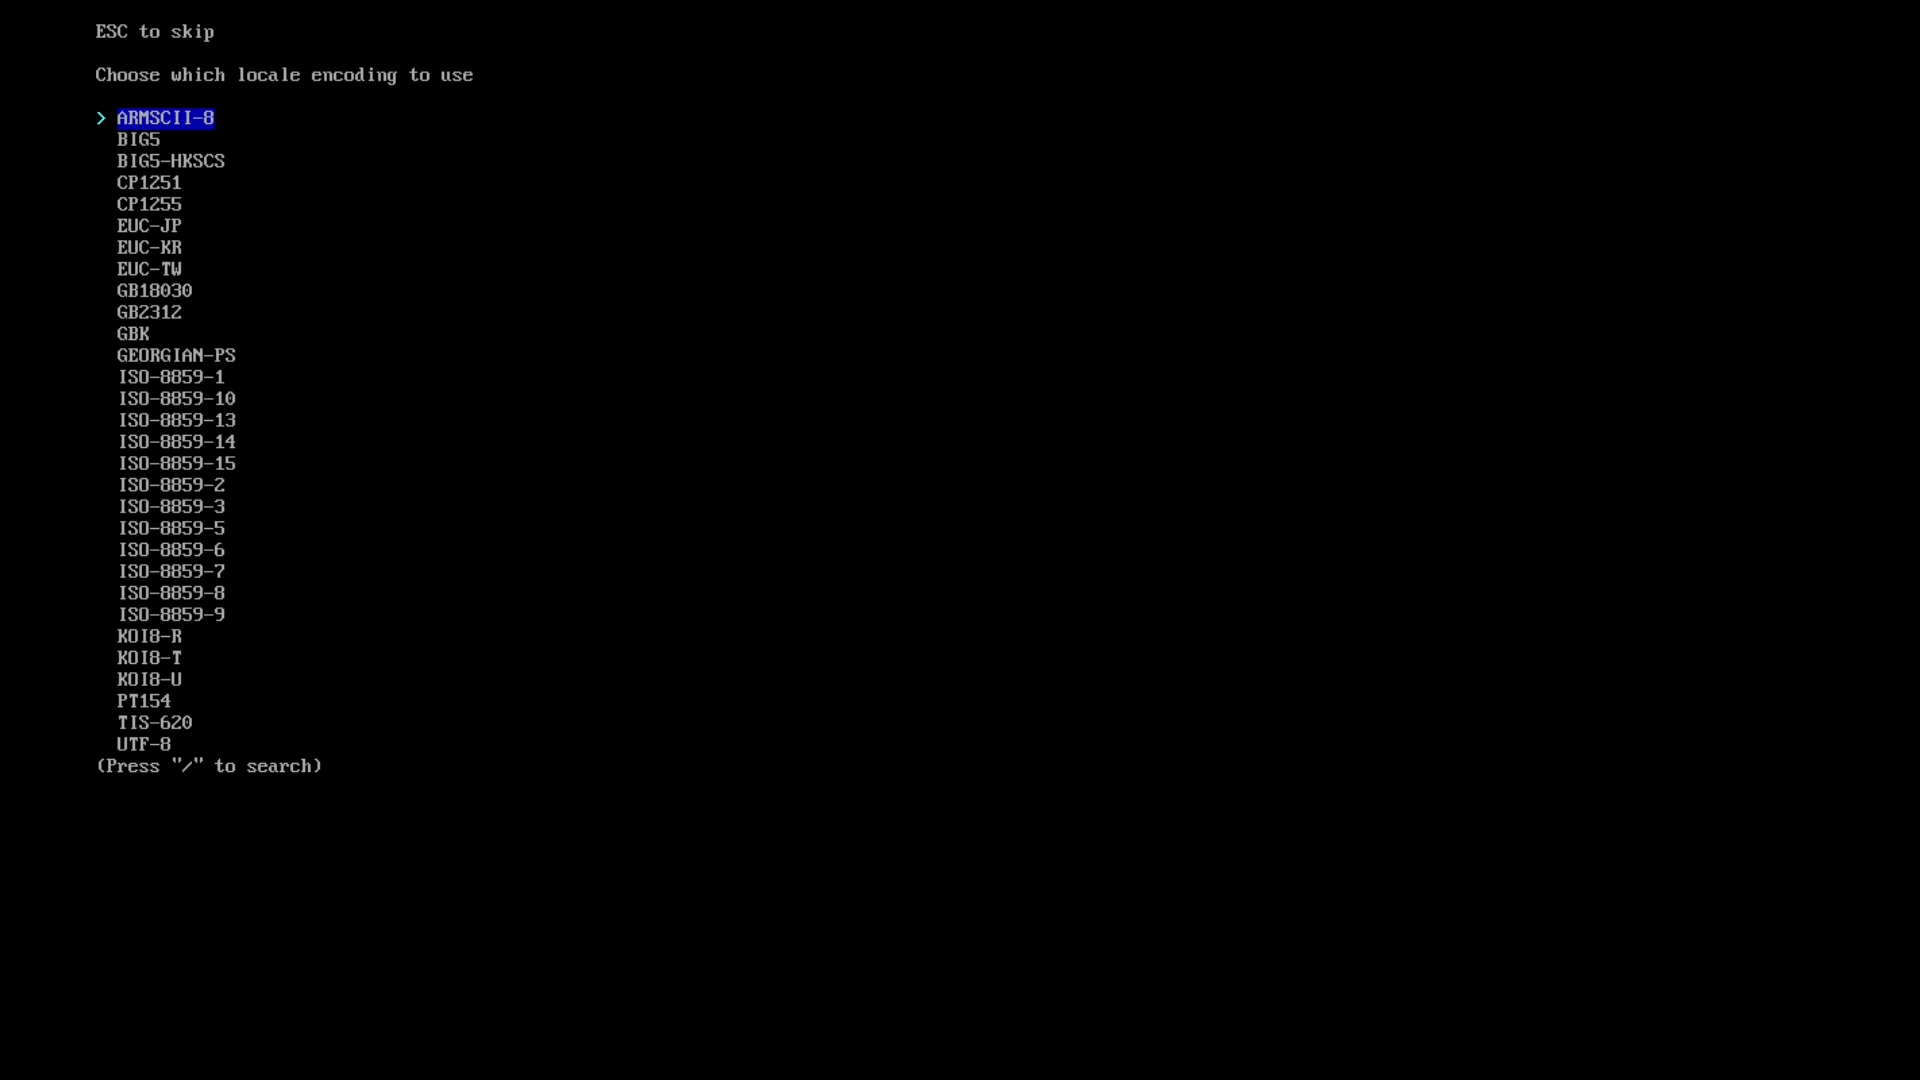 ESC to skip
Choose which locale encoding to use
> ARMSCII-8
BIG5
BIG5-HKSCS
CP1251
CP1255
EUC-JP
EUC-KR
EUC-TW
GB18030
GB2312
GBK
GEORGIAN-PS
ISO-8859-1
ISO-8859-10
ISO-8859-13
ISO-8859-14
ISO-8859-15
ISO-8859-2
ISO-8859-3
ISO-8859-5
ISO-8859-6
ISO-8859-7
ISO-8859-8
ISO-8859-9
KOI8-R
KOI8-T
KOI8-U
PT154
TIS-620
UTF-8
(Press "/" to search)